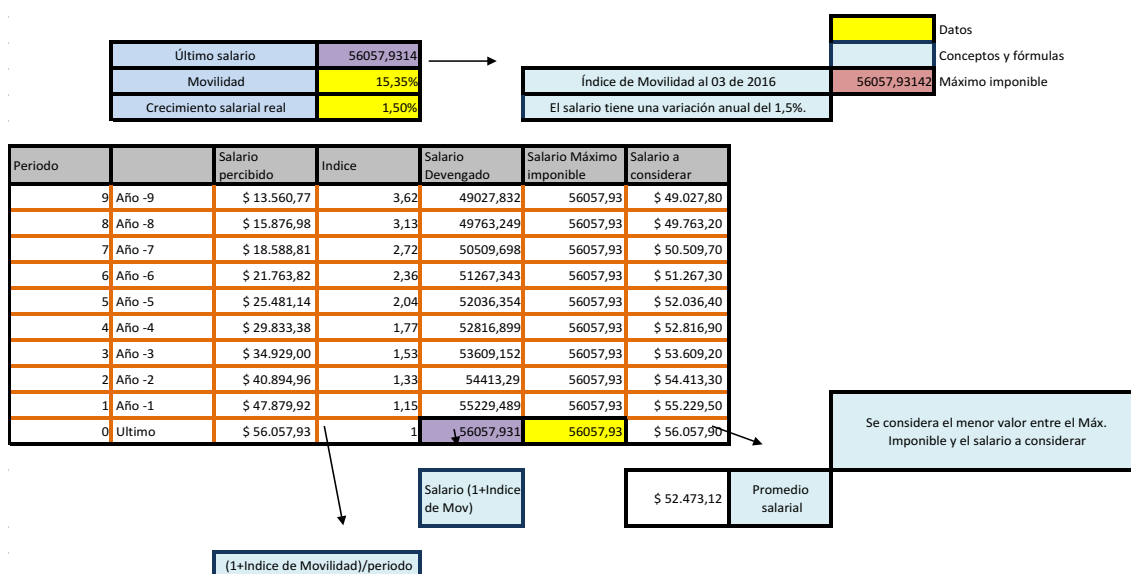 Datos
Último salario 56057,9314 Conceptos y fórmulas
Movilidad 15,35% Índice de Movilidad al 03 de 2016 56057,93142 Máximo imponible
Crecimiento salarial real 1,50% El salario tiene una variación anual del 1,5%.
Periodo Salario percibido Indice Salario Devengado Salario Máximo imponible Salario a considerar
9 Año -9 $ 13.560,77 3,62 49027,832 56057,93 $ 49.027,80
8 Año -8 $ 15.876,98 3,13 49763,249 56057,93 $ 49.763,20
7 Año -7 $ 18.588,81 2,72 50509,698 56057,93 $ 50.509,70
6 Año -6 $ 21.763,82 2,36 51267,343 56057,93 $ 51.267,30
5 Año -5 $ 25.481,14 2,04 52036,354 56057,93 $ 52.036,40
4 Año -4 $ 29.833,38 1,77 52816,899 56057,93 $ 52.816,90
3 Año -3 $ 34.929,00 1,53 53609,152 56057,93 $ 53.609,20
2 Año -2 $ 40.894,96 1,33 54413,29 56057,93 $ 54.413,30
1 Año -1 $ 47.879,92 1,15 55229,489 56057,93 $ 55.229,50
0 Ultimo $ 56.057,93 1 56057,931 56057,93 $ 56.057,90
Se considera el menor valor entre el Máx.
Imponible y el salario a considerar
Salario (1+Indice
de Mov)
$ 52.473,12 Promedio
salarial
(1+Indice de Movilidad)/periodo